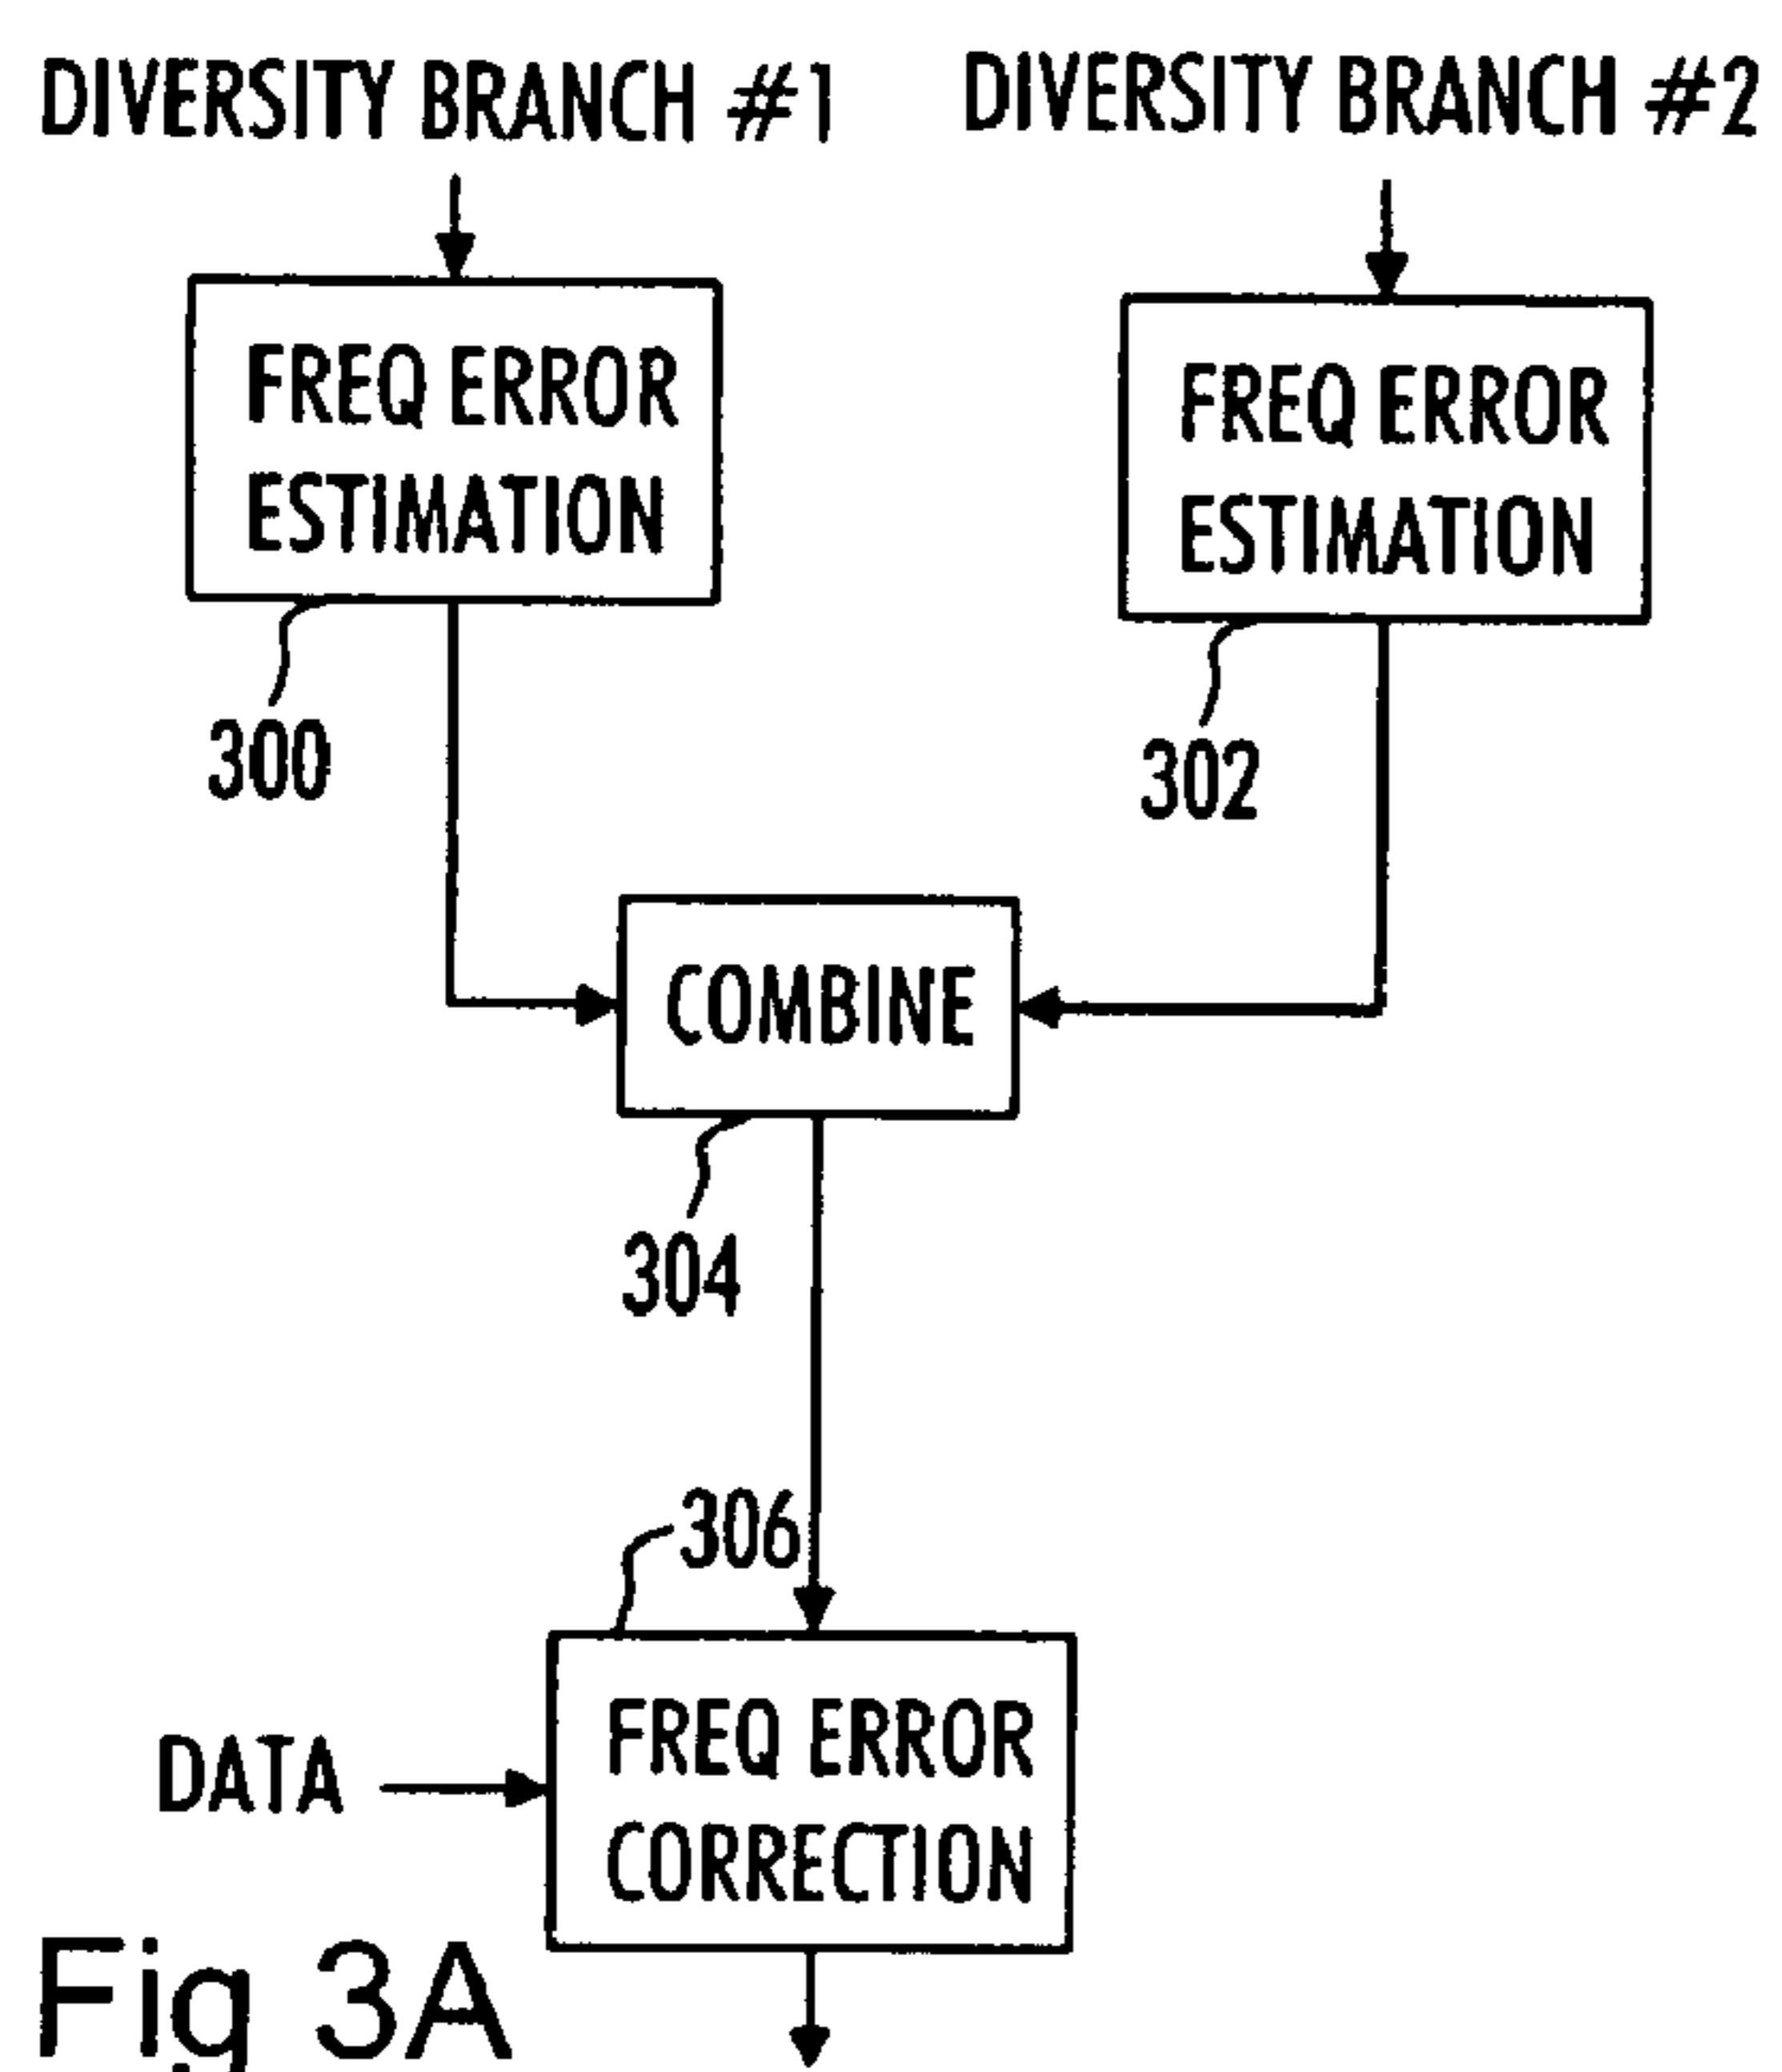 DIVERSITY BRANCH #1
DIVERSITY BRANCH #2
FREQ ERROR
ESTIMATION
FREQ ERROR
ESTIMATION
300
302
COMBINE
304
306
DATA
FREQ ERROR
CORRECTION
Fig 3A